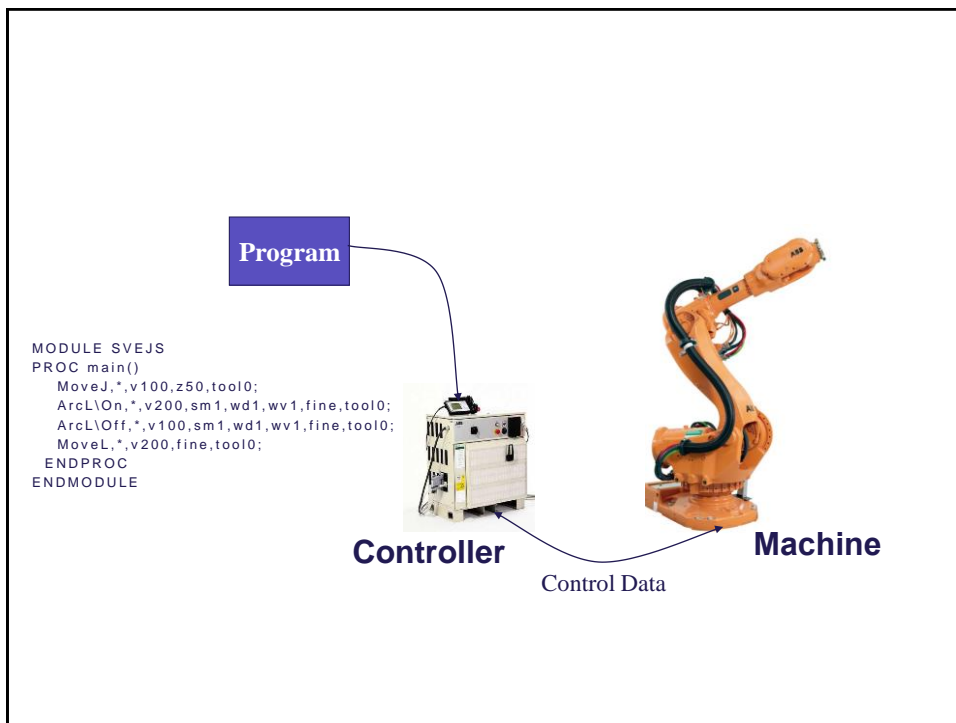 Program
MODULE SVEJS
PROC main()
MoveJ,*,v100,z50,tool0;
ArcL\On,*,v200,sm1,wd1,wv1,fine,tool0;
ArcL\Off,*,v100,sm1,wd1,wv1,fine,tool0;
MoveL,*,v200,fine,tool0;
ENDPROC
ENDMODULE
ABB
Controller
Machine
Control Data